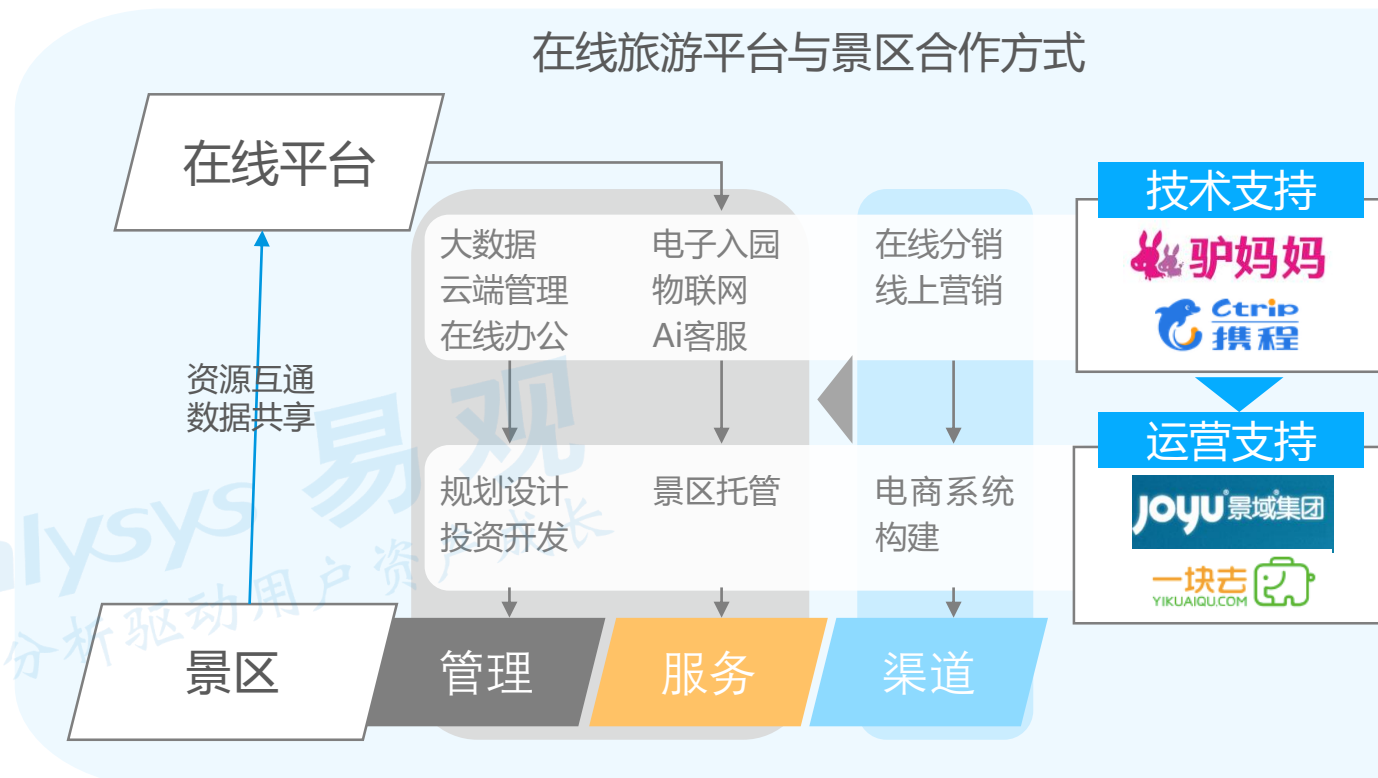 在线旅游平台与景区合作方式
在线平台
技术支持
驴妈妈
Ctrip
携程
大数据
云端管理
在线办公
电子入园
物联网
Ai客服
在线分销
线上营销
资源互通
数据共享
运营支持
JOYU景域集团
一块去
YIKUAIQU.COM
规划设计
投资开发
景区托管
电商系统
构建
景区
管理
服务
渠道
alysys 易观
分析驱动用户资产成长